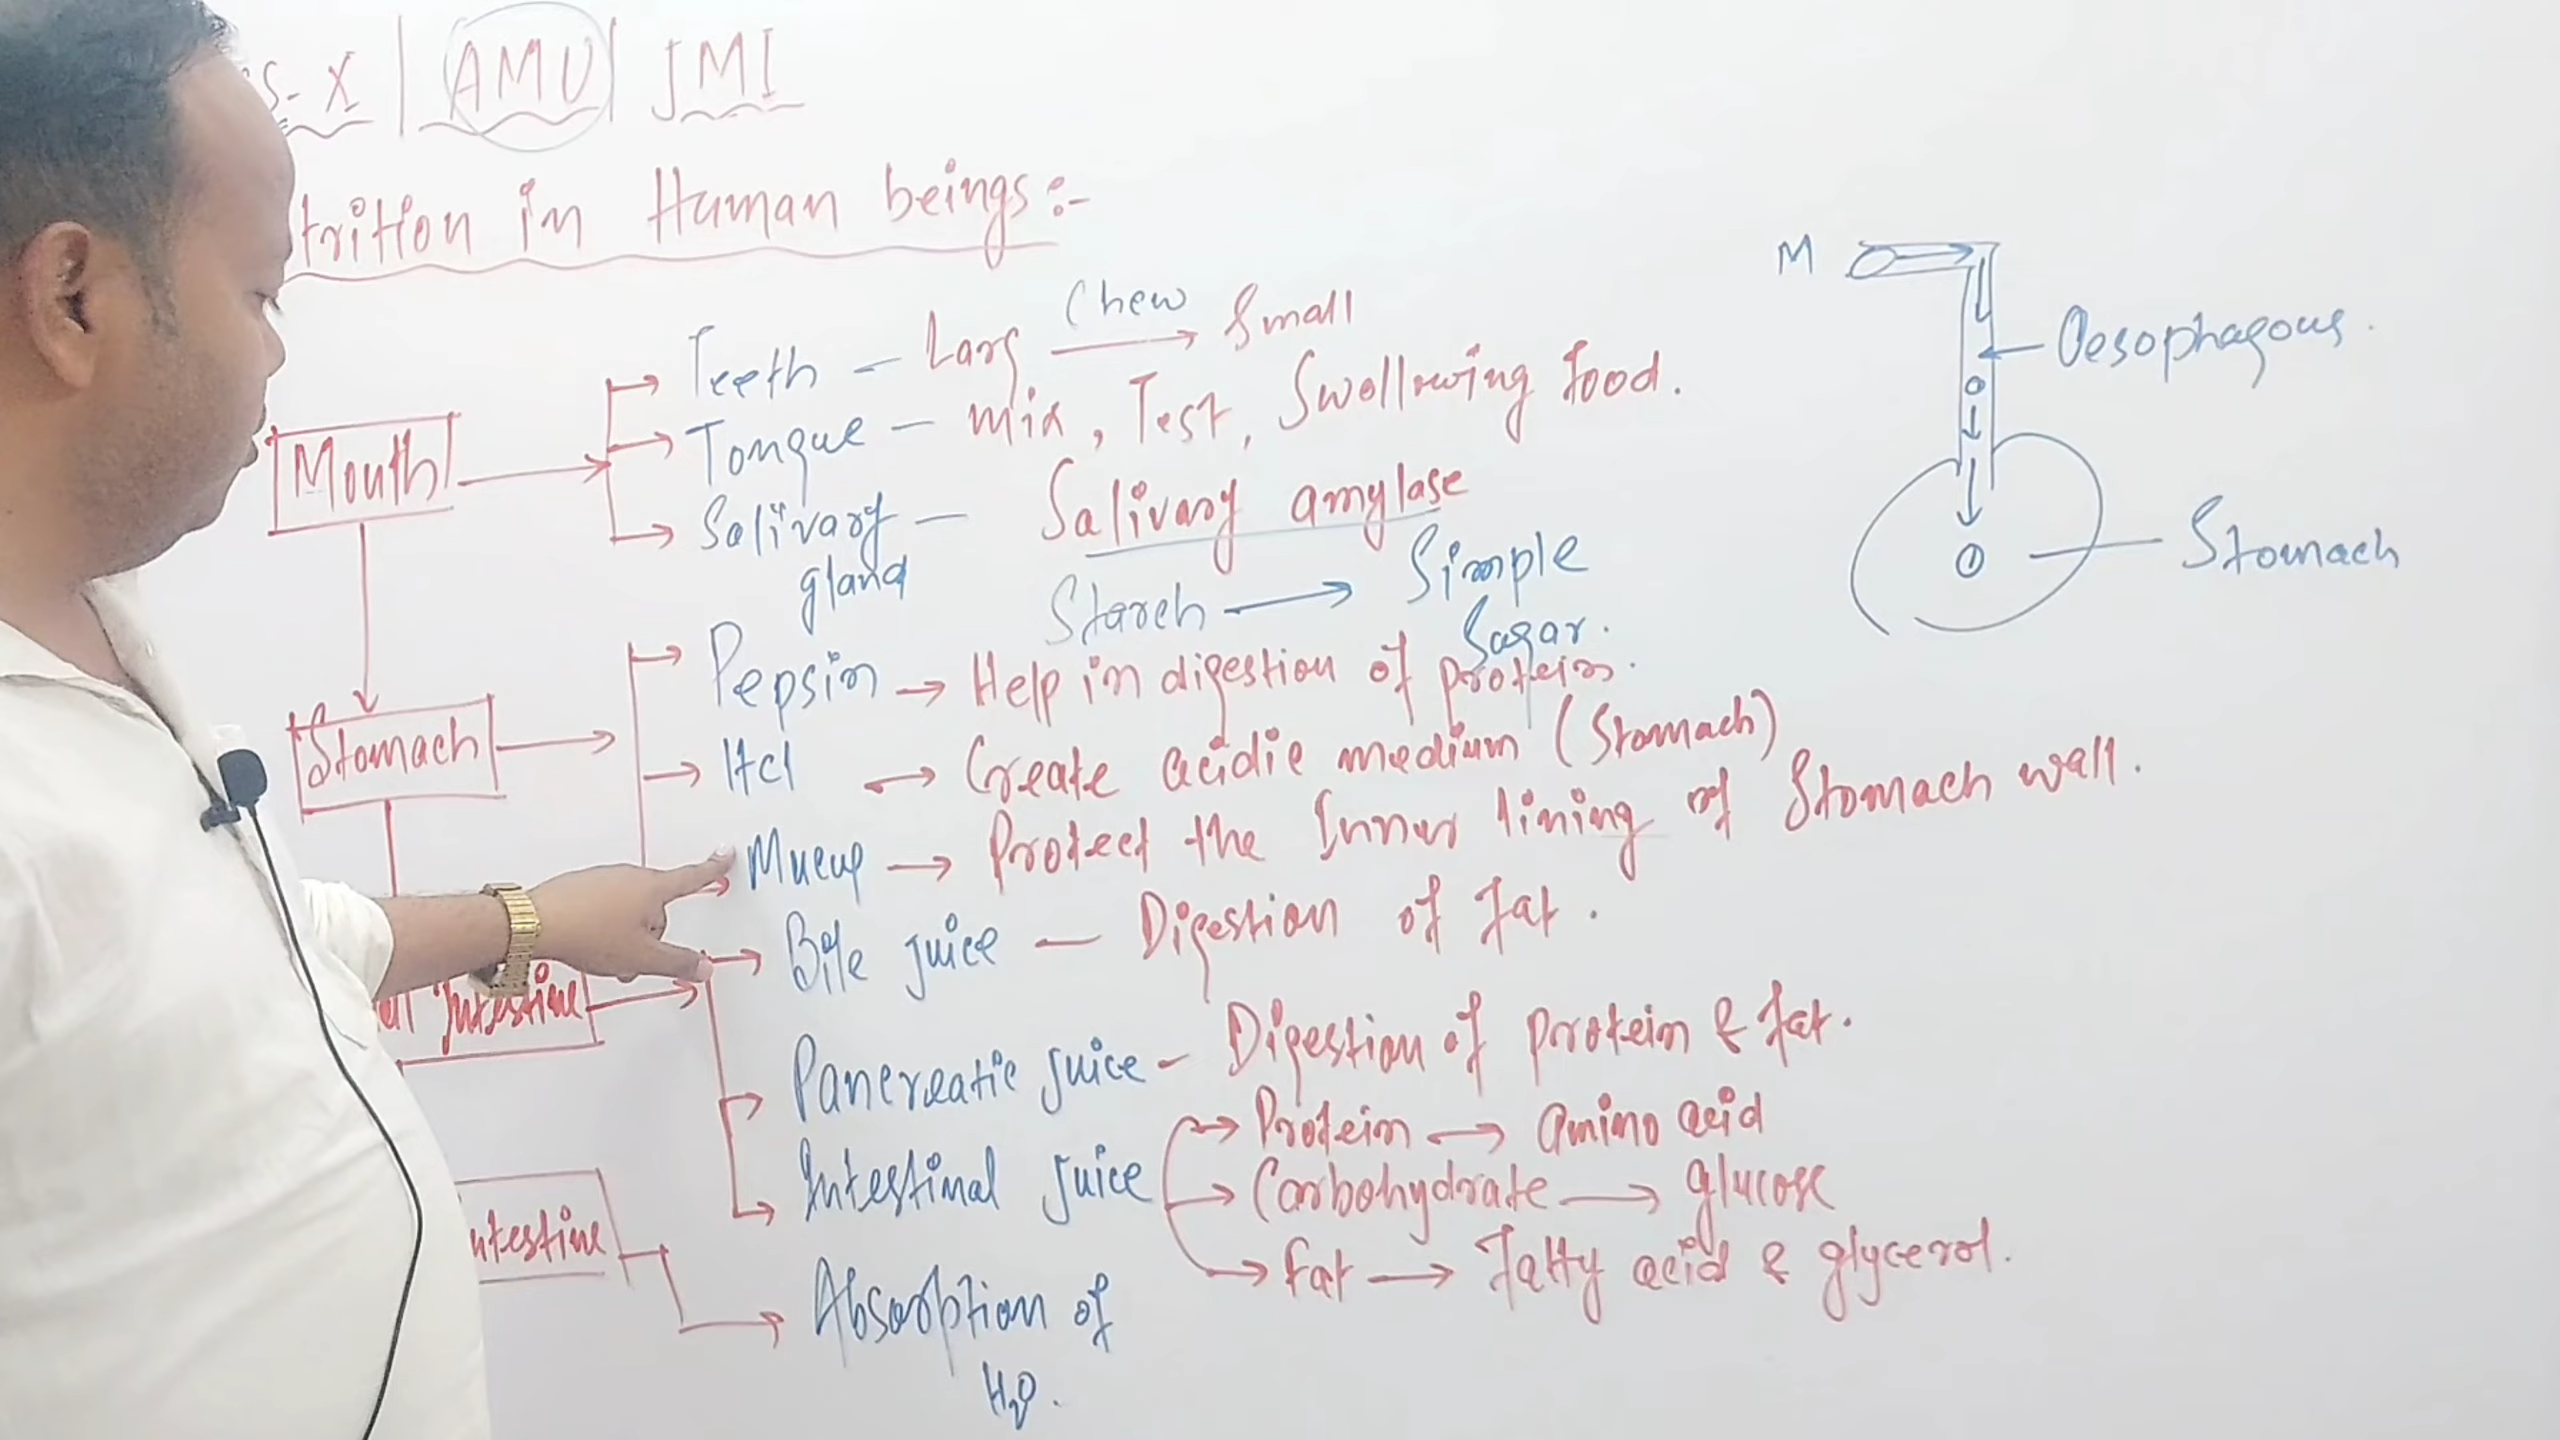 s- X | AMU | JMI
trition in Human beings:-
Mouth
Teeth - Larg Chew → Small
Tongue - mix, Test, Swollowing food.
Salivary gland - Salivary amylase
Starch → Simple Sugar.
Stomach
Pepsin → Help in digestion of proteins.
Hcl → Create acidic medium (Stomach)
Mucus → Protect the Inner lining of Stomach wall.
Intestine
Bile juice - Digestion of fat.
Pancreatic juice - Digestion of protein & fat.
Intestinal juice
→ Protein → amino acid
→ Carbohydrate → glucose
→ fat → Fatty acid & glycerol.
ntestine
Absorption of
H₂O.
M
Oesophagous.
Stomach